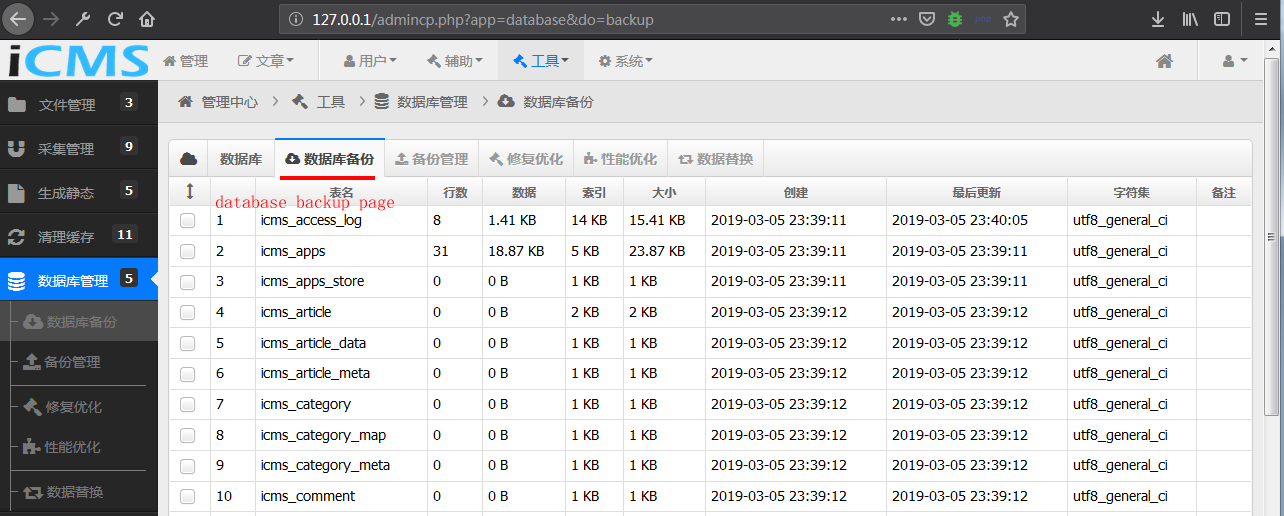 127.0.0.1/admincp.php?app=database&do=backup
iCMS 管理 文章 用户 辅助 工具 系统
文件管理 3
采集管理 9
生成静态 5
清理缓存 11
数据库管理 5
数据库备份
备份管理
修复优化
性能优化
数据替换
管理中心 > 工具 > 数据库管理 > 数据库备份
数据库 数据库备份 备份管理 修复优化 性能优化 数据替换
表名 行数 数据 索引 大小 创建 最后更新 字符集 备注
database backup page
1 icms_access_log 8 1.41 KB 14 KB 15.41 KB 2019-03-05 23:39:11 2019-03-05 23:40:05 utf8_general_ci
2 icms_apps 31 18.87 KB 5 KB 23.87 KB 2019-03-05 23:39:11 2019-03-05 23:39:11 utf8_general_ci
3 icms_apps_store 0 0 B 1 KB 1 KB 2019-03-05 23:39:11 2019-03-05 23:39:11 utf8_general_ci
4 icms_article 0 0 B 2 KB 2 KB 2019-03-05 23:39:12 2019-03-05 23:39:12 utf8_general_ci
5 icms_article_data 0 0 B 1 KB 1 KB 2019-03-05 23:39:12 2019-03-05 23:39:12 utf8_general_ci
6 icms_article_meta 0 0 B 1 KB 1 KB 2019-03-05 23:39:12 2019-03-05 23:39:12 utf8_general_ci
7 icms_category 0 0 B 1 KB 1 KB 2019-03-05 23:39:12 2019-03-05 23:39:12 utf8_general_ci
8 icms_category_map 0 0 B 1 KB 1 KB 2019-03-05 23:39:12 2019-03-05 23:39:12 utf8_general_ci
9 icms_category_meta 0 0 B 1 KB 1 KB 2019-03-05 23:39:12 2019-03-05 23:39:12 utf8_general_ci
10 icms_comment 0 0 B 1 KB 1 KB 2019-03-05 23:39:12 2019-03-05 23:39:12 utf8_general_ci